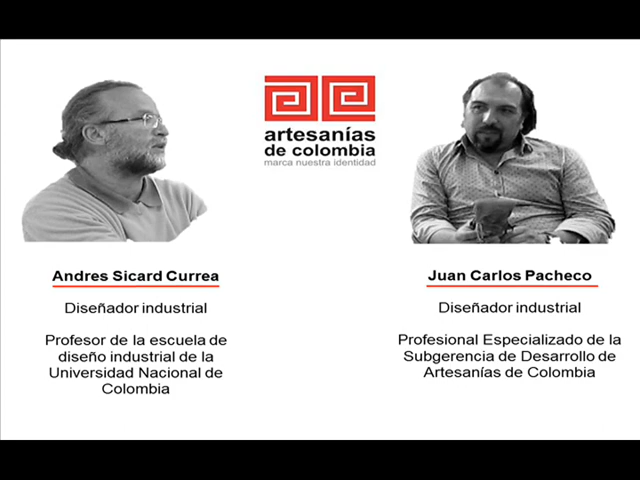 artesanías
de colombia
marca nuestra identidad
Andres Sicard Currea
Diseñador industrial
Profesor de la escuela de
diseño industrial de la
Universidad Nacional de
Colombia
Juan Carlos Pacheco
Diseñador industrial
Profesional Especializado de la
Subgerencia de Desarrollo de
Artesanías de Colombia